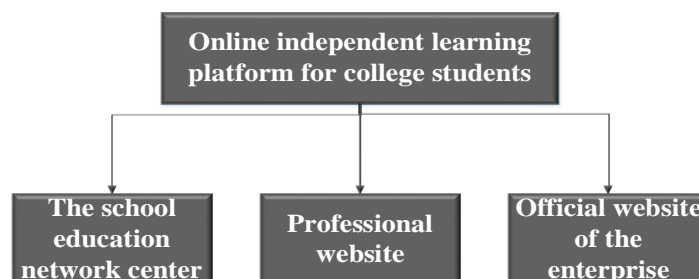 Online independent learning
platform for college students
The school
education
network center
Professional
website
Official website
of the
enterprise